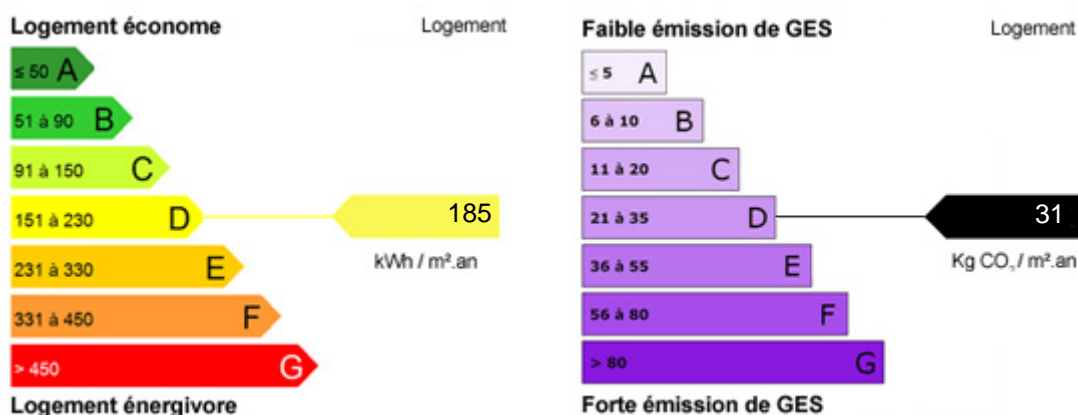 Logement économe Logement
≤ 50 A
51 à 90 B
91 à 150 C
151 à 230 D 185
kWh / m².an
231 à 330 E
331 à 450 F
> 450 G
Logement énergivore
Faible émission de GES Logement
≤ 5 A
6 à 10 B
11 à 20 C
21 à 35 D 31
Kg CO₂ / m².an
36 à 55 E
56 à 80 F
> 80 G
Forte émission de GES